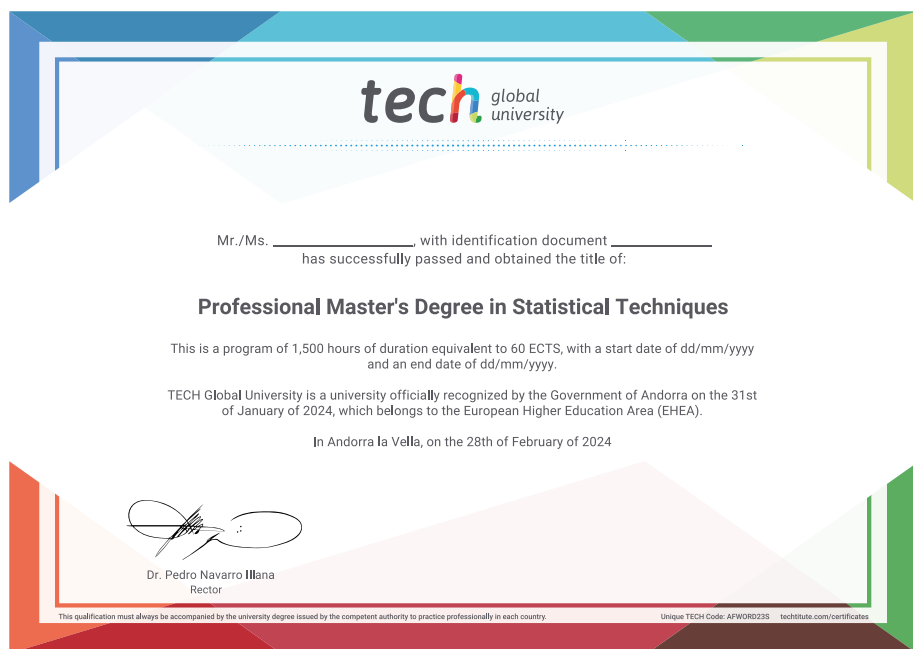 tech global
university
Mr./Ms. ____________, with identification document ____________
has successfully passed and obtained the title of:
Professional Master's Degree in Statistical Techniques
This is a program of 1,500 hours of duration equivalent to 60 ECTS, with a start date of dd/mm/yyyy
and an end date of dd/mm/yyyy.
TECH Global University is a university officially recognized by the Government of Andorra on the 31st
of January of 2024, which belongs to the European Higher Education Area (EHEA).
In Andorra la Vella, on the 28th of February of 2024
Dr. Pedro Navarro Illana
Rector
This qualification must always be accompanied by the university degree issued by the competent authority to practice professionally in each country.
Unique TECH Code: AFWORD23S techtitute.com/certificates